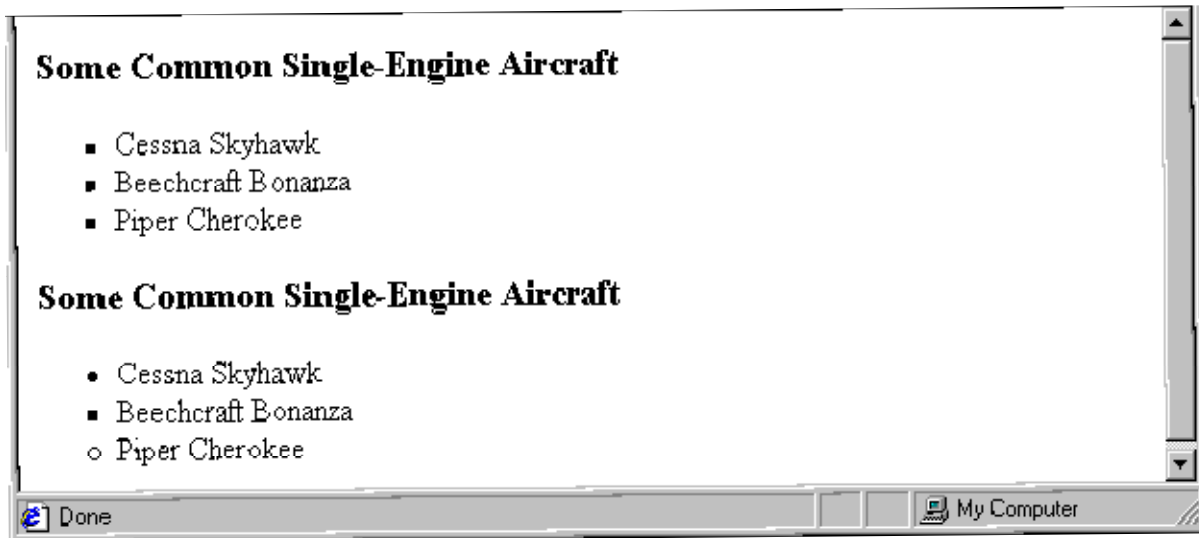 Some Common Single-Engine Aircraft
Cessna Skyhawk
Beechcraft Bonanza
Piper Cherokee
Some Common Single-Engine Aircraft
Cessna Skyhawk
Beechcraft Bonanza
Piper Cherokee
Done My Computer